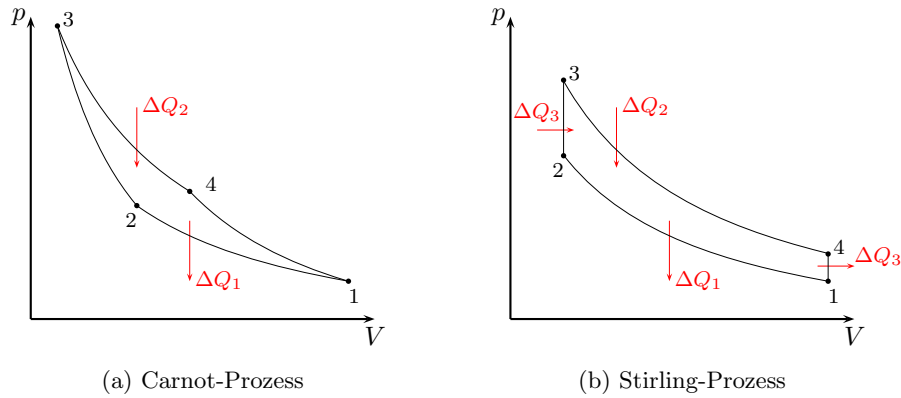 p
3
ΔQ₂
4
2
ΔQ₁
1
V
(a) Carnot-Prozess
p
3
ΔQ₃
ΔQ₂
2
4
ΔQ₃
ΔQ₁
1
V
(b) Stirling-Prozess